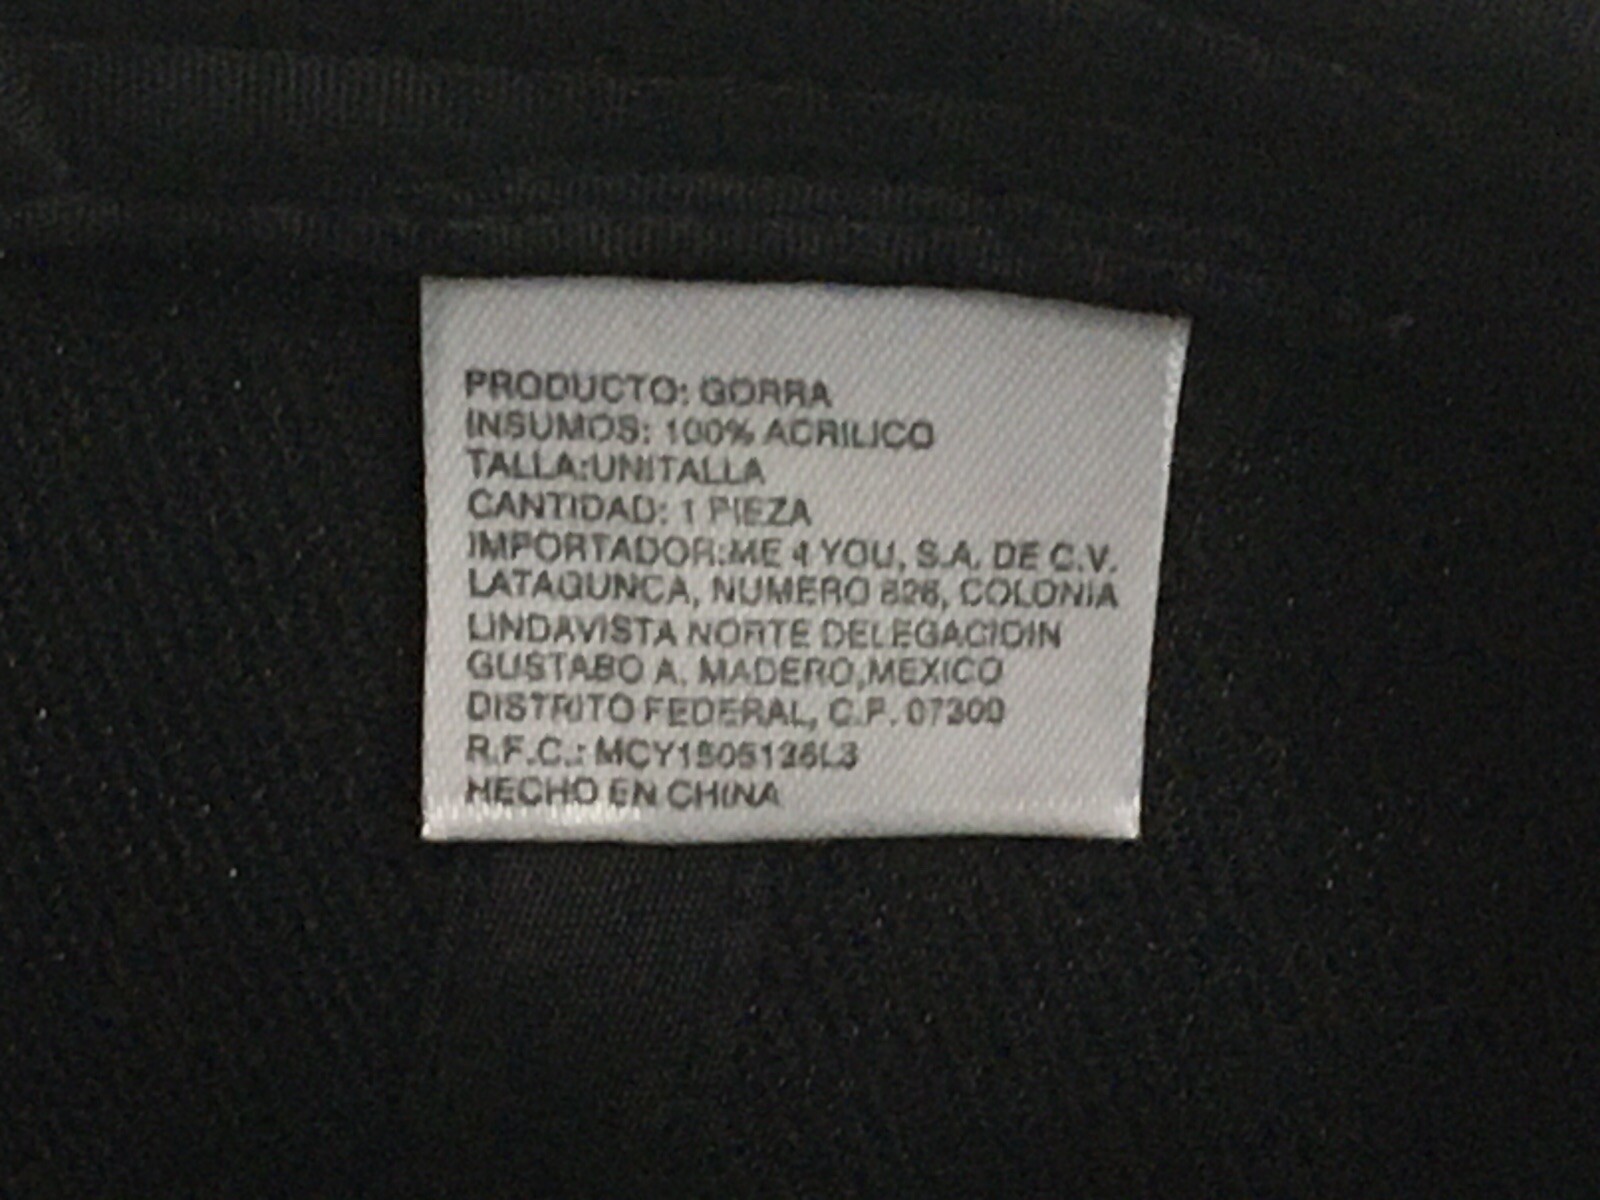 PRODUCTO: GORRA
INSUMOS: 100% ACRILICO
TALLA:UNITALLA
CANTIDAD: 1 PIEZA
IMPORTADOR:ME 4 YOU, S.A. DE C.V.
LATAQUNCA, NUMERO 826, COLONIA
LINDAVISTA NORTE DELEGACIOIN
GUSTABO A. MADERO,MEXICO
DISTRITO FEDERAL, C.P. 07300
R.F.C.: MCY1505126L3
HECHO EN CHINA